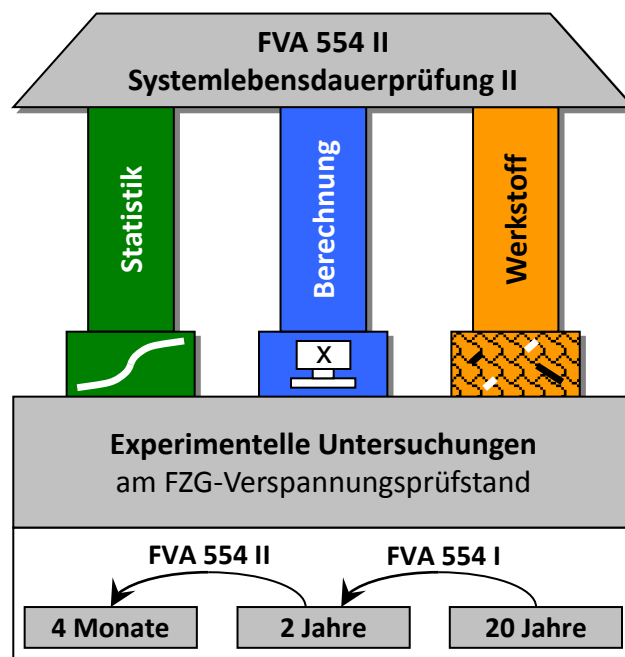 FVA 554 II
Systemlebensdauerprüfung II
Statistik
Berechnung
Werkstoff
X
Experimentelle Untersuchungen
am FZG-Verspannungsprüfstand
FVA 554 II
FVA 554 I
4 Monate
2 Jahre
20 Jahre